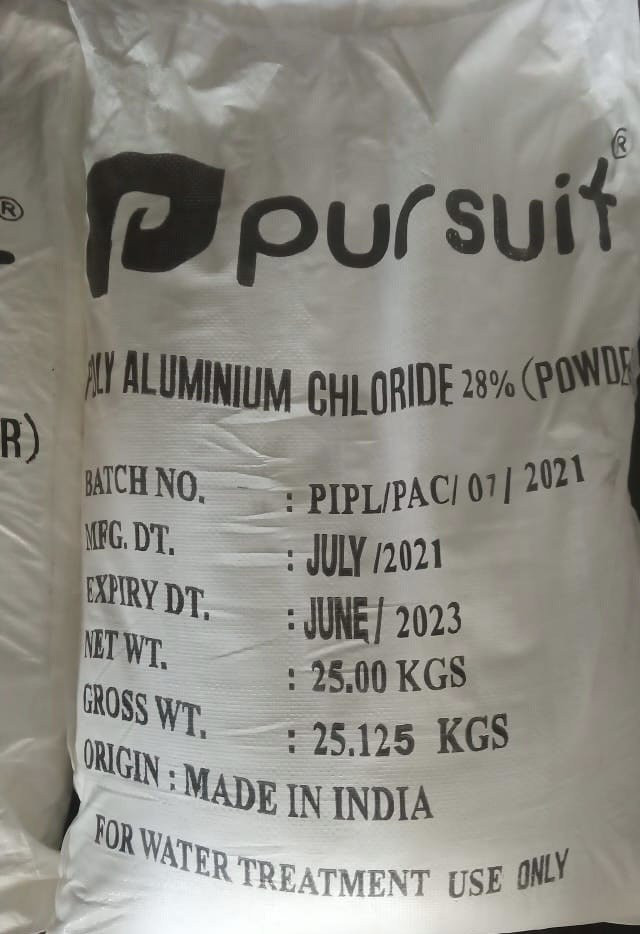 ®
pursuit
POLY ALUMINIUM CHLORIDE 28% (POWDE
R)
BATCH NO. : PIPL/PAC/ 07/ 2021
MFG. DT. : JULY /2021
EXPIRY DT. : JUNE/ 2023
NET WT. : 25.00 KGS
GROSS WT. : 25.125 KGS
ORIGIN : MADE IN INDIA
FOR WATER TREATMENT USE ONLY
®